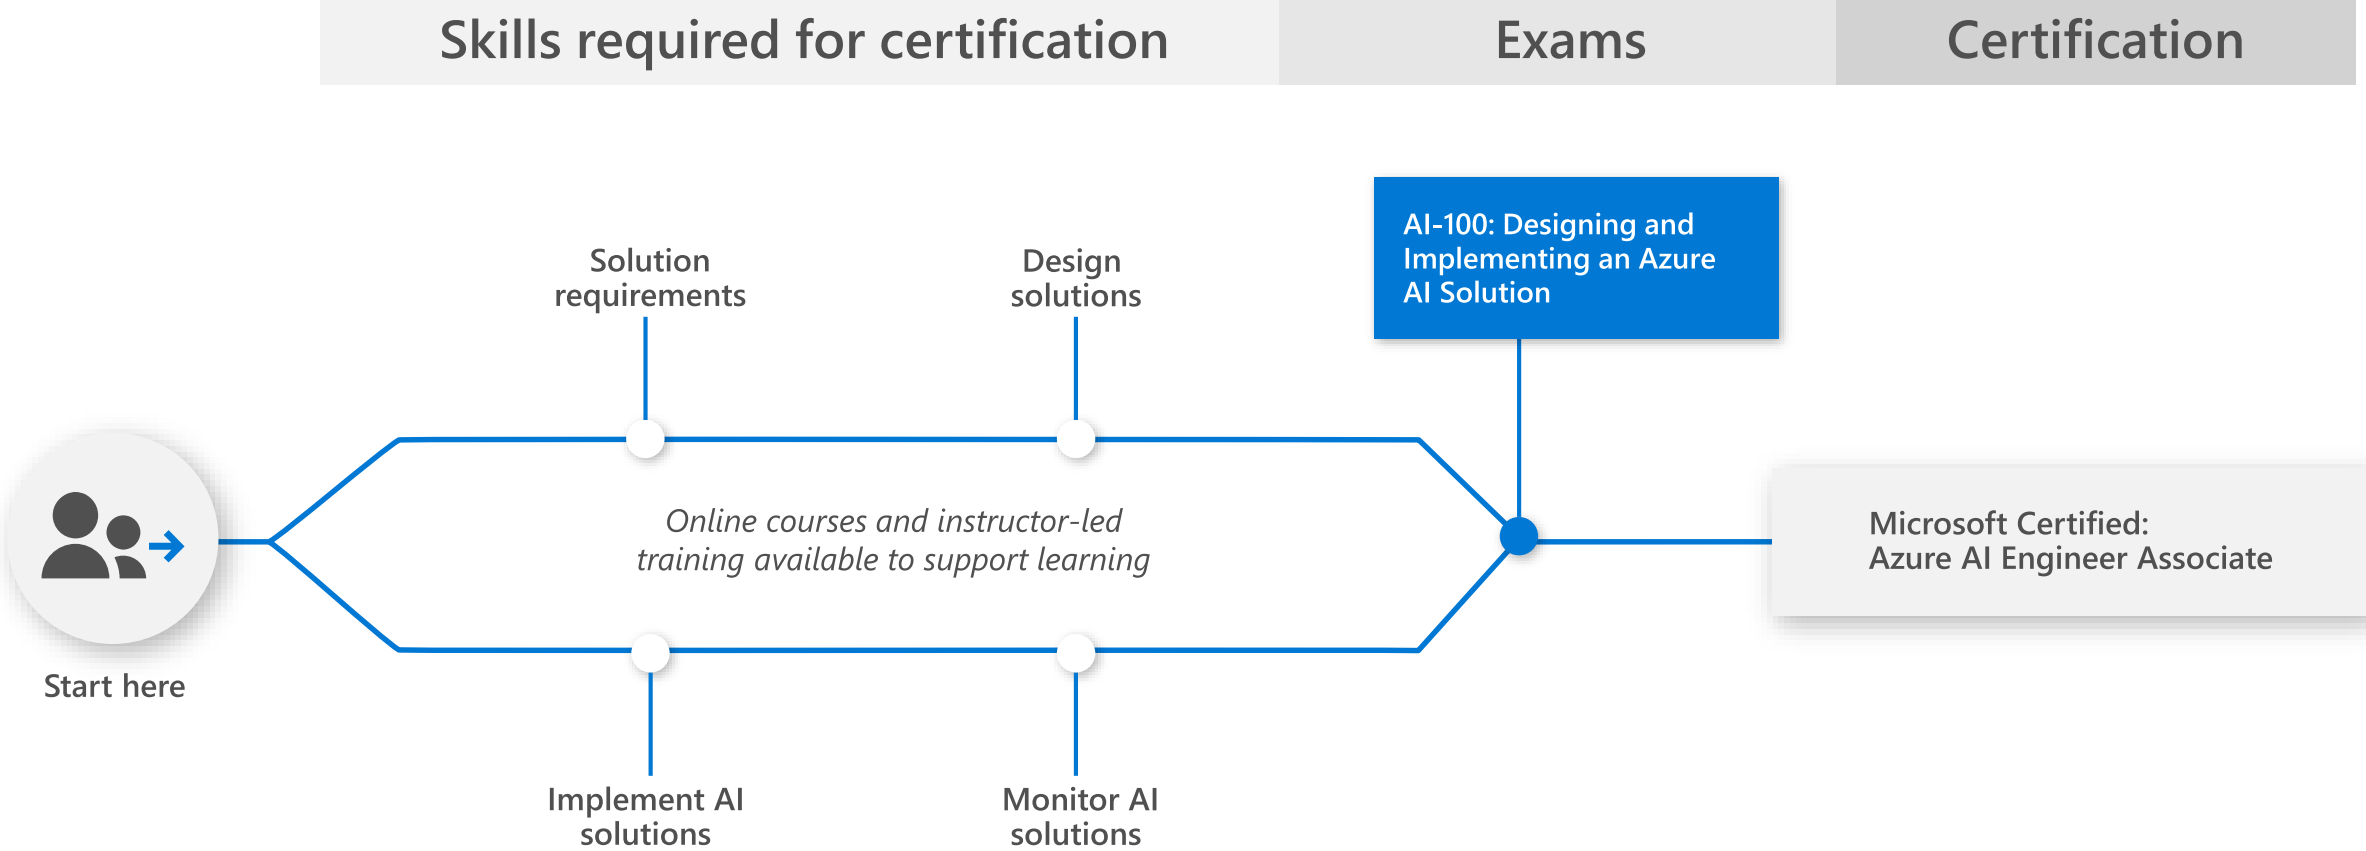 Skills required for certification
Exams
Certification
AI-100: Designing and
Implementing an Azure
AI Solution
Solution
requirements
Design
solutions
Online courses and instructor-led
training available to support learning
Microsoft Certified:
Azure AI Engineer Associate
Start here
Implement AI
solutions
Monitor AI
solutions